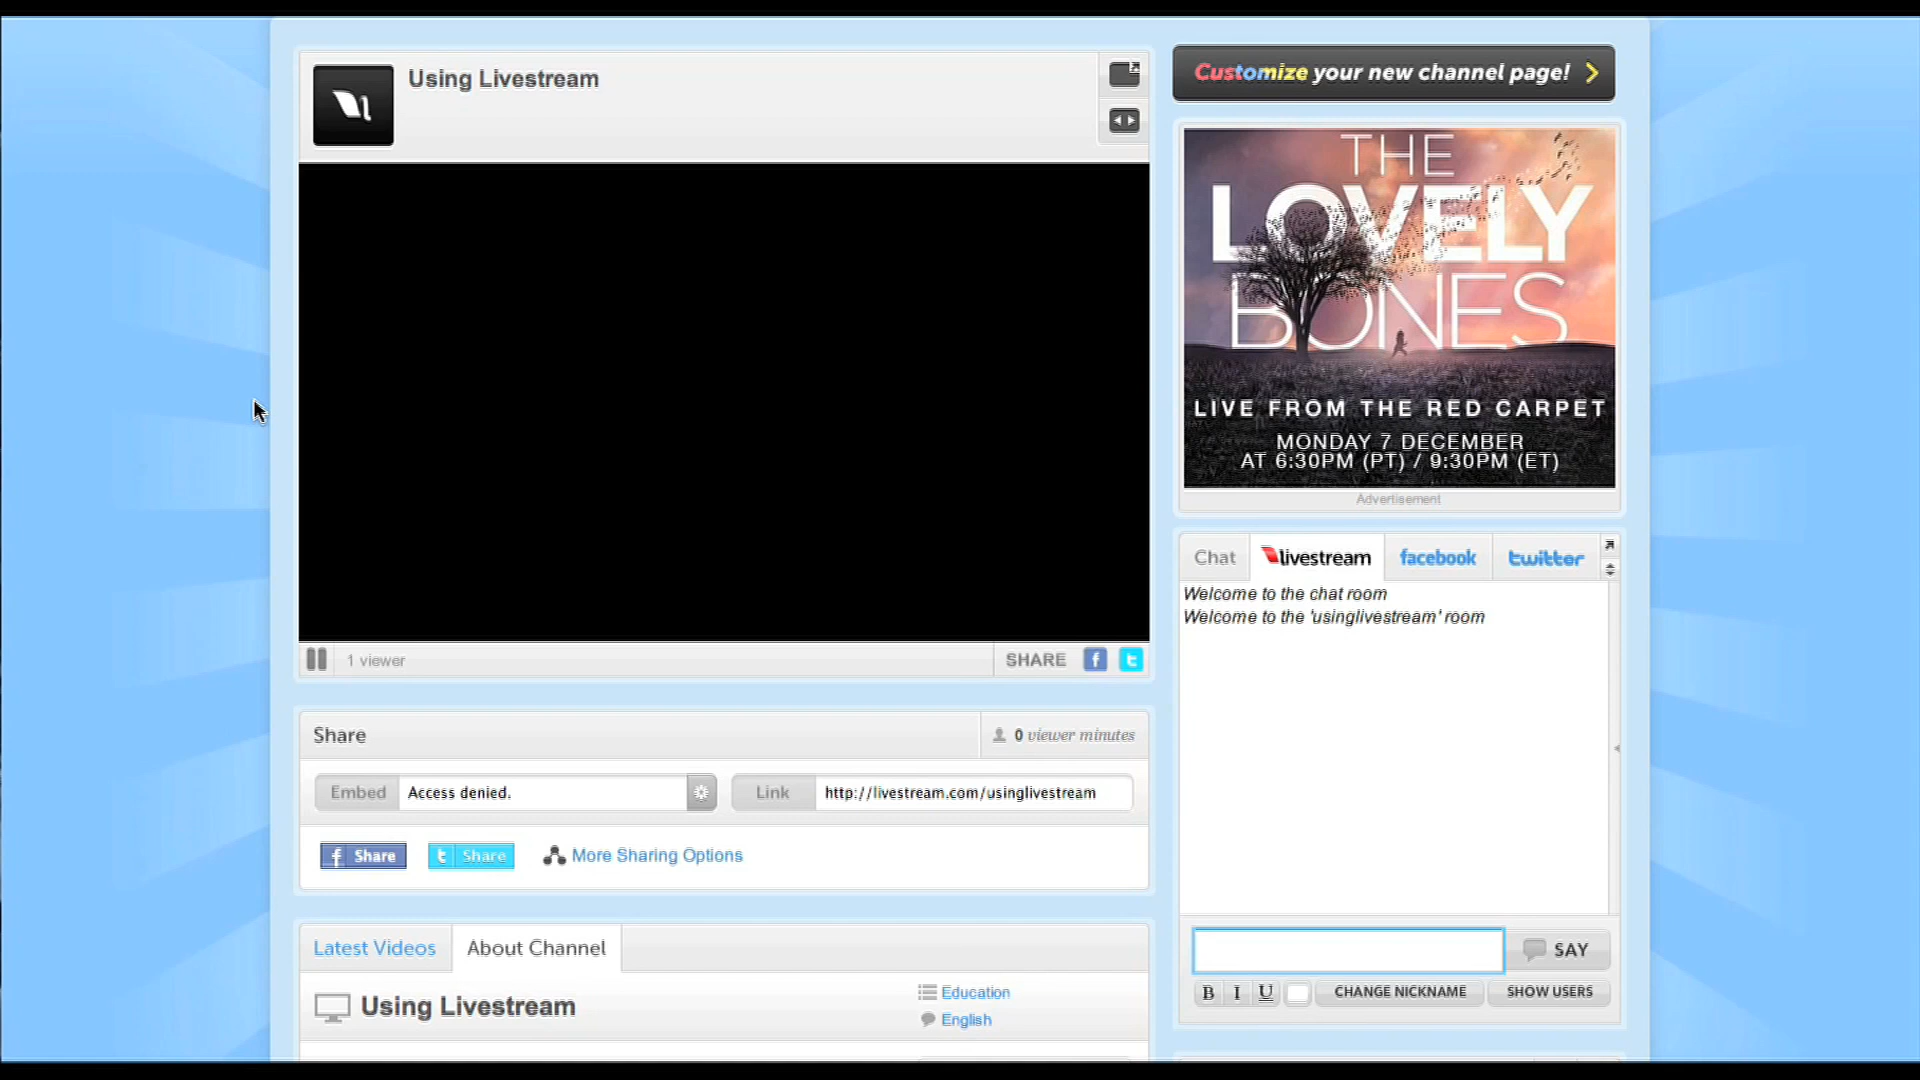 Using Livestream
Customize your new channel page!
THE
LOVELY
BONES
LIVE FROM THE RED CARPET
MONDAY 7 DECEMBER
AT 6:30PM (PT) / 9:30PM (ET)
Advertisement
Chat livestream facebook twitter
Welcome to the chat room
Welcome to the 'usinglivestream' room
1 viewer SHARE
Share 0 viewer minutes
Embed Access denied. Link http://livestream.com/usinglivestream
Share Share More Sharing Options
Latest Videos About Channel
Using Livestream Education
English
SAY
B I U CHANGE NICKNAME SHOW USERS